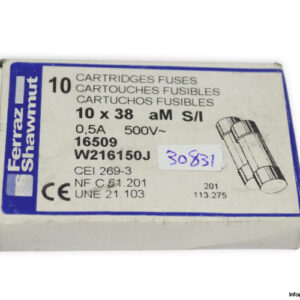 Ferraz
Shawmut
10 CARTRIDGES FUSES
CARTOUCHES FUSIBLES
CARTUCHOS FUSIBLES
10 x 38 aM S/I
0,5A 500V~
16509
W216150J
30831
CEI 269-3
NF C 61.201
UNE 21.103
CE
201
113.275